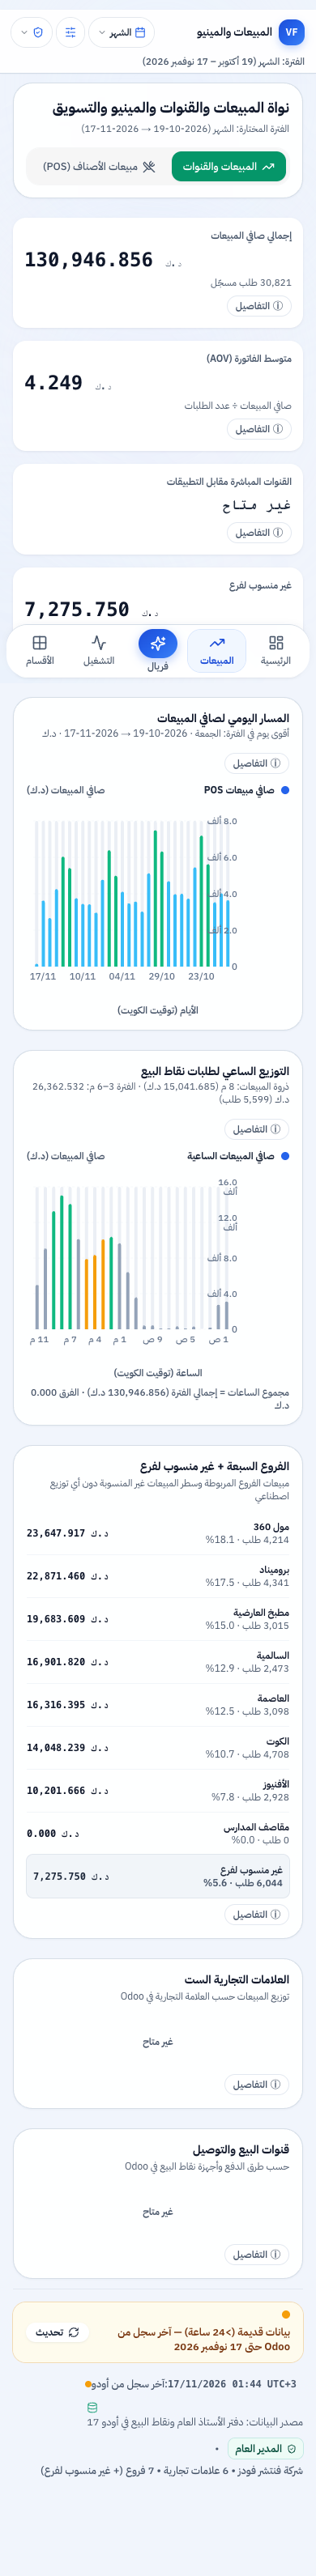 VF
المبيعات والمينيو
الشهر
الفترة: الشهر (19 أكتوبر – 17 نوفمبر 2026)
نواة المبيعات والقنوات والمينيو والتسويق
الفترة المختارة: الشهر (2026-10-19 → 2026-11-17)
المبيعات والقنوات
مبيعات الأصناف (POS)
إجمالي صافي المبيعات
130,946.856 د.ك
30,821 طلب مسجّل
التفاصيل
متوسط الفاتورة (AOV)
4.249 د.ك
صافي المبيعات ÷ عدد الطلبات
التفاصيل
القنوات المباشرة مقابل التطبيقات
غير متاح
التفاصيل
غير منسوب لفرع
7,275.750 د.ك
الرئيسية
المبيعات
فريال
التشغيل
الأقسام
المسار اليومي لصافي المبيعات
أقوى يوم في الفترة: الجمعة · 2026-10-19 → 2026-11-17 · د.ك
التفاصيل
صافي مبيعات POS
صافي المبيعات (د.ك)
8.0 ألف
6.0 ألف
4.0 ألف
2.0 ألف
0
17/11
10/11
04/11
29/10
23/10
الأيام (توقيت الكويت)
التوزيع الساعي لطلبات نقاط البيع
ذروة المبيعات: 8 م (15,041.685 د.ك) · الفترة 3–6 م: 26,362.532
د.ك (5,599 طلب)
التفاصيل
صافي المبيعات الساعية
صافي المبيعات (د.ك)
16.0
ألف
12.0
ألف
8.0 ألف
4.0 ألف
0
11 م
7 م
4 م
1 م
9 ص
5 ص
1 ص
الساعة (توقيت الكويت)
مجموع الساعات = إجمالي الفترة (130,946.856 د.ك) · الفرق 0.000
د.ك
الفروع السبعة + غير منسوب لفرع
مبيعات الفروع المربوطة وسطر المبيعات غير المنسوبة دون أي توزيع
اصطناعي
مول 360
4,214 طلب · 18.1%
23,647.917 د.ك
بروميناد
4,341 طلب · 17.5%
22,871.460 د.ك
مطبخ العارضية
3,015 طلب · 15.0%
19,683.609 د.ك
السالمية
2,473 طلب · 12.9%
16,901.820 د.ك
العاصمة
3,098 طلب · 12.5%
16,316.395 د.ك
الكوت
4,708 طلب · 10.7%
14,048.239 د.ك
الأفنيوز
2,928 طلب · 7.8%
10,201.666 د.ك
مقاصف المدارس
0 طلب · 0.0%
0.000 د.ك
غير منسوب لفرع
6,044 طلب · 5.6%
7,275.750 د.ك
التفاصيل
العلامات التجارية الست
توزيع المبيعات حسب العلامة التجارية في Odoo
غير متاح
التفاصيل
قنوات البيع والتوصيل
حسب طرق الدفع وأجهزة نقاط البيع في Odoo
غير متاح
التفاصيل
بيانات قديمة (>24 ساعة) — آخر سجل من
Odoo حتى 17 نوفمبر 2026
تحديث
آخر سجل من أودو: 17/11/2026 01:44 UTC+3
مصدر البيانات: دفتر الأستاذ العام ونقاط البيع في أودو 17
المدير العام
•
شركة فنتشر فودز • 6 علامات تجارية • 7 فروع (+ غير منسوب لفرع)